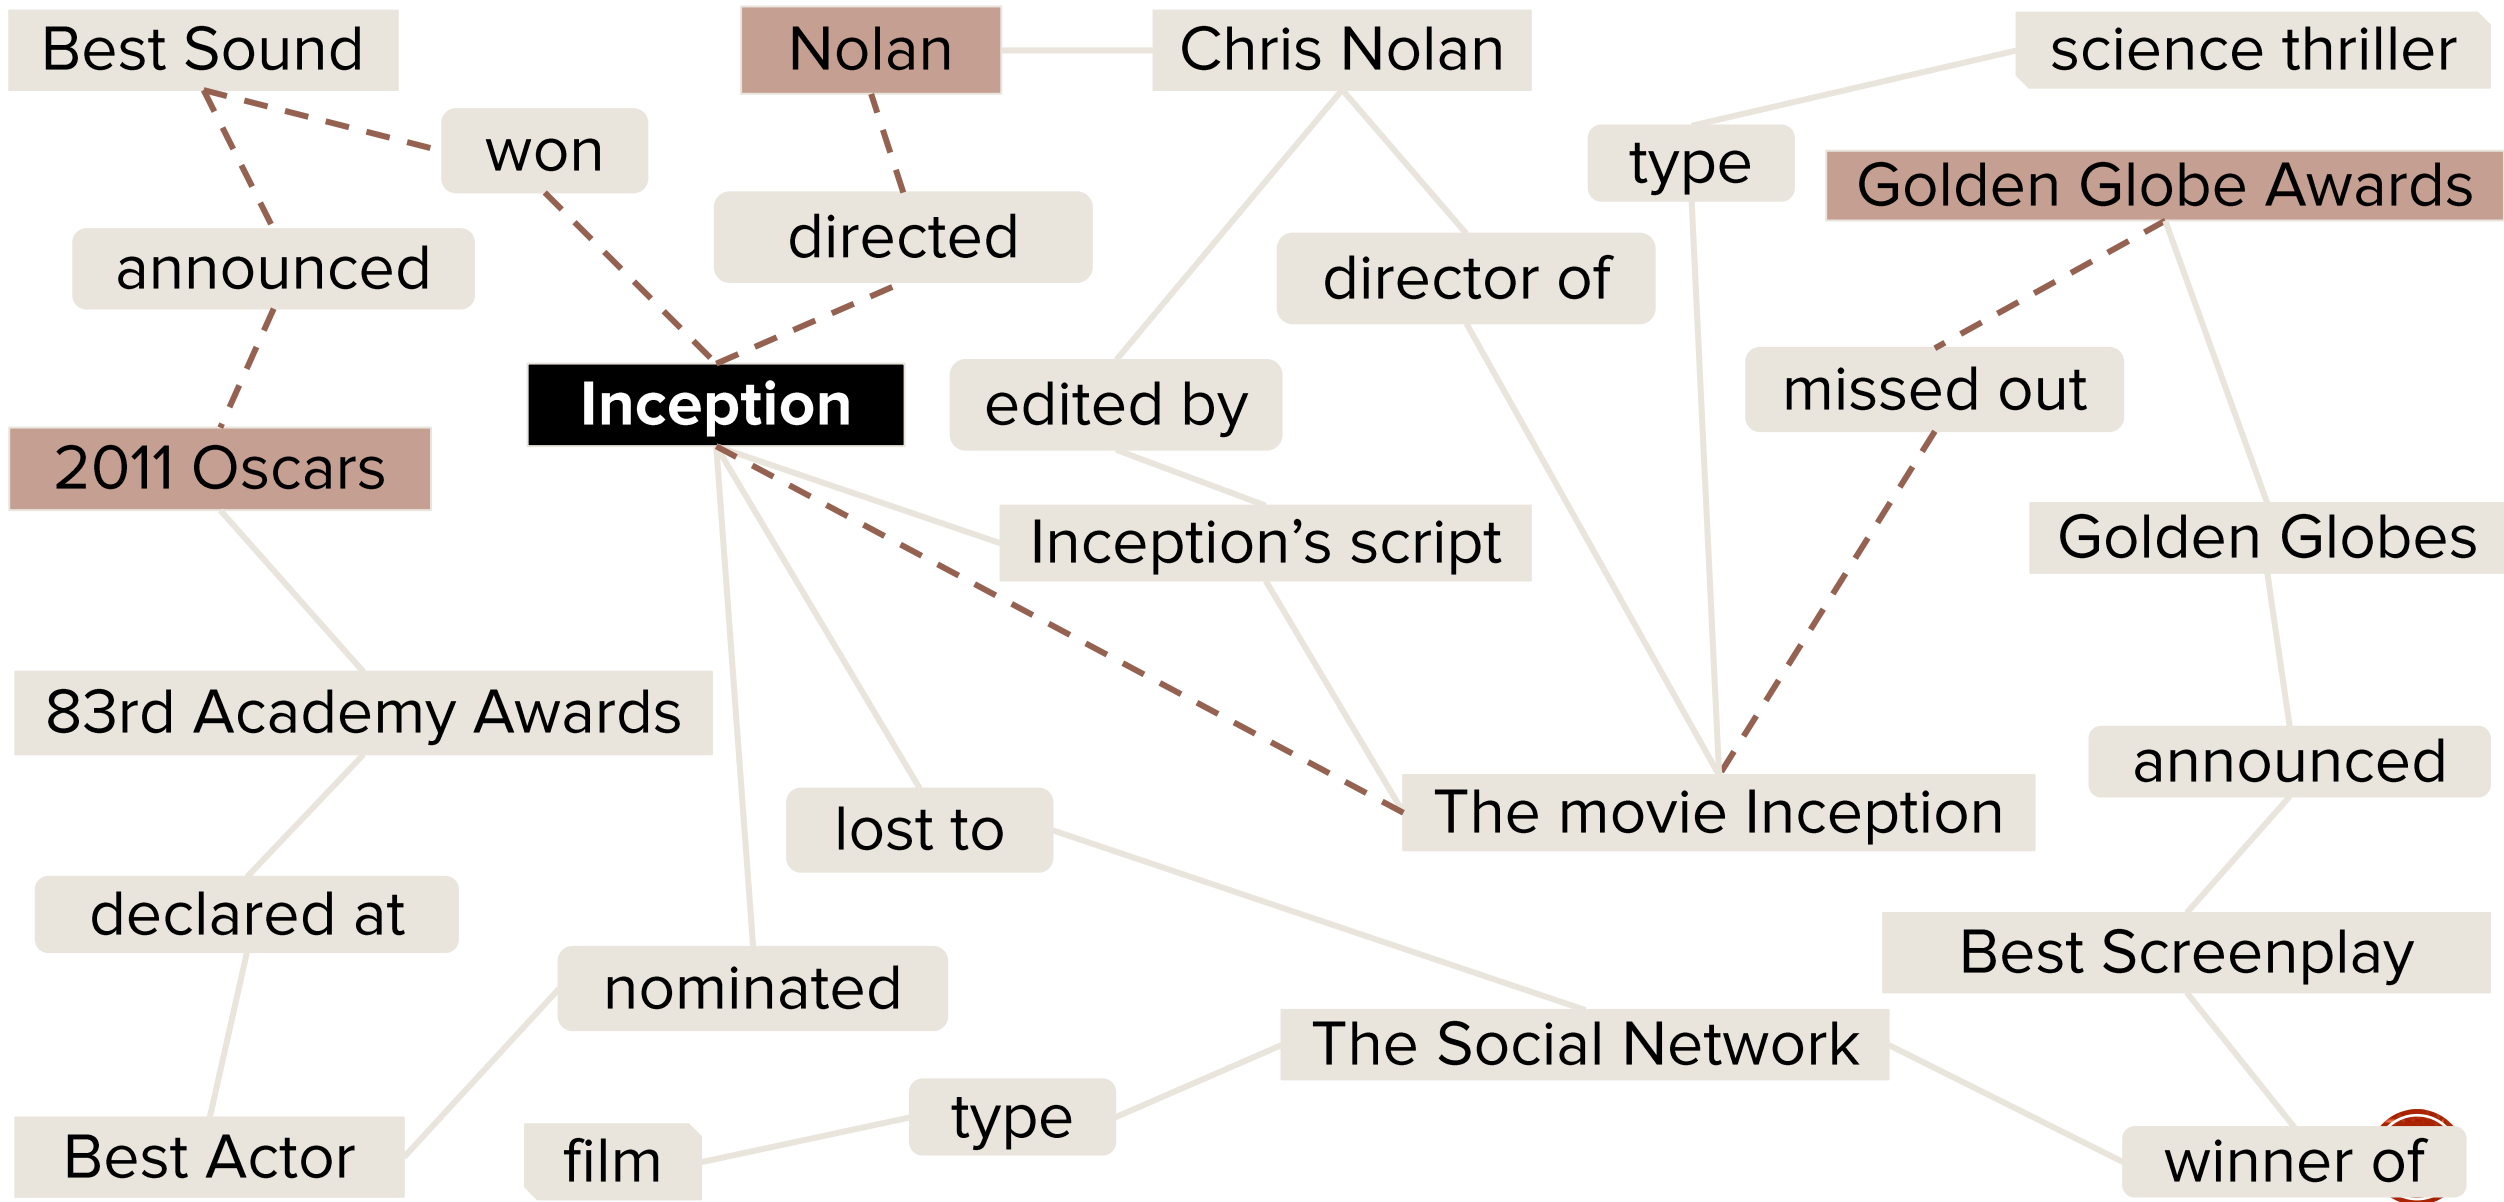 Best Sound
Nolan
Chris Nolan
science thriller
won
type
Golden Globe Awards
directed
announced
director of
Inception
edited by
missed out
2011 Oscars
Inception’s script
Golden Globes
83rd Academy Awards
announced
lost to
The movie Inception
declared at
nominated
Best Screenplay
The Social Network
type
film
Best Actor
winner of